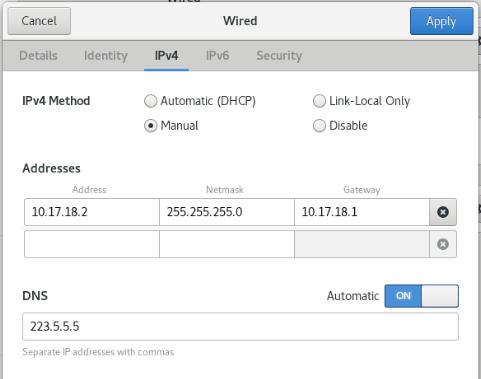 Cancel Wired Apply
Details Identity IPv4 IPv6 Security
IPv4 Method Automatic (DHCP) Link-Local Only
Manual Disable
Addresses
Address Netmask Gateway
10.17.18.2 255.255.255.0 10.17.18.1
DNS Automatic ON
223.5.5.5
Separate IP addresses with commas